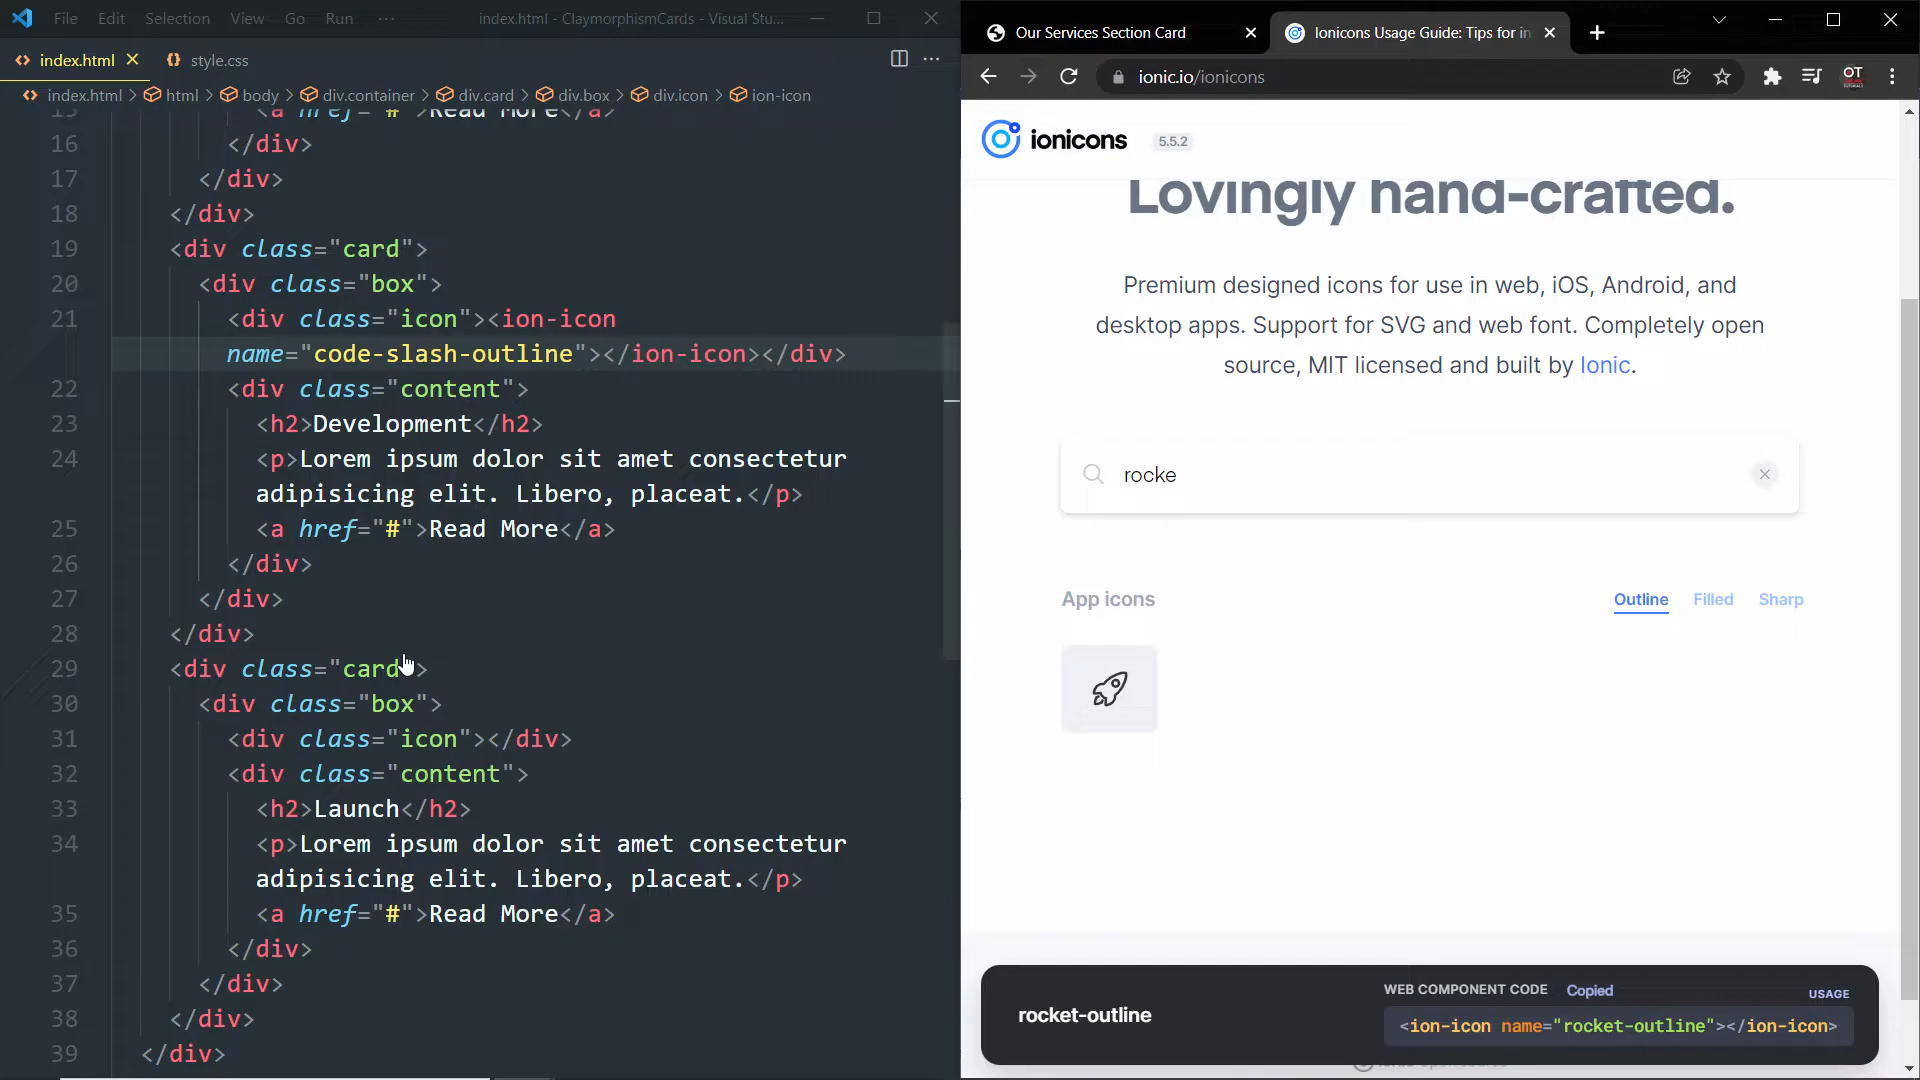 File Edit Selection View Go Run ··· index.html - ClaymorphismCards - Visual Stu...
index.html style.css
index.html > html > body > div.container > div.card > div.box > div.icon > ion-icon
15 <a href="#">Read More</a>
16 </div>
17 </div>
18 </div>
19 <div class="card">
20 <div class="box">
21 <div class="icon"><ion-icon
name="code-slash-outline"></ion-icon></div>
22 <div class="content">
23 <h2>Development</h2>
24 <p>Lorem ipsum dolor sit amet consectetur
adipisicing elit. Libero, placeat.</p>
25 <a href="#">Read More</a>
26 </div>
27 </div>
28 </div>
29 <div class="card">
30 <div class="box">
31 <div class="icon"></div>
32 <div class="content">
33 <h2>Launch</h2>
34 <p>Lorem ipsum dolor sit amet consectetur
adipisicing elit. Libero, placeat.</p>
35 <a href="#">Read More</a>
36 </div>
37 </div>
38 </div>
39 </div>
Our Services Section Card
Ionicons Usage Guide: Tips for in
ionic.io/ionicons
OT
ionicons 5.5.2
Lovingly hand-crafted.
Premium designed icons for use in web, iOS, Android, and
desktop apps. Support for SVG and web font. Completely open
source, MIT licensed and built by Ionic.
rocke
App icons Outline Filled Sharp
WEB COMPONENT CODE Copied USAGE
rocket-outline
<ion-icon name="rocket-outline"></ion-icon>